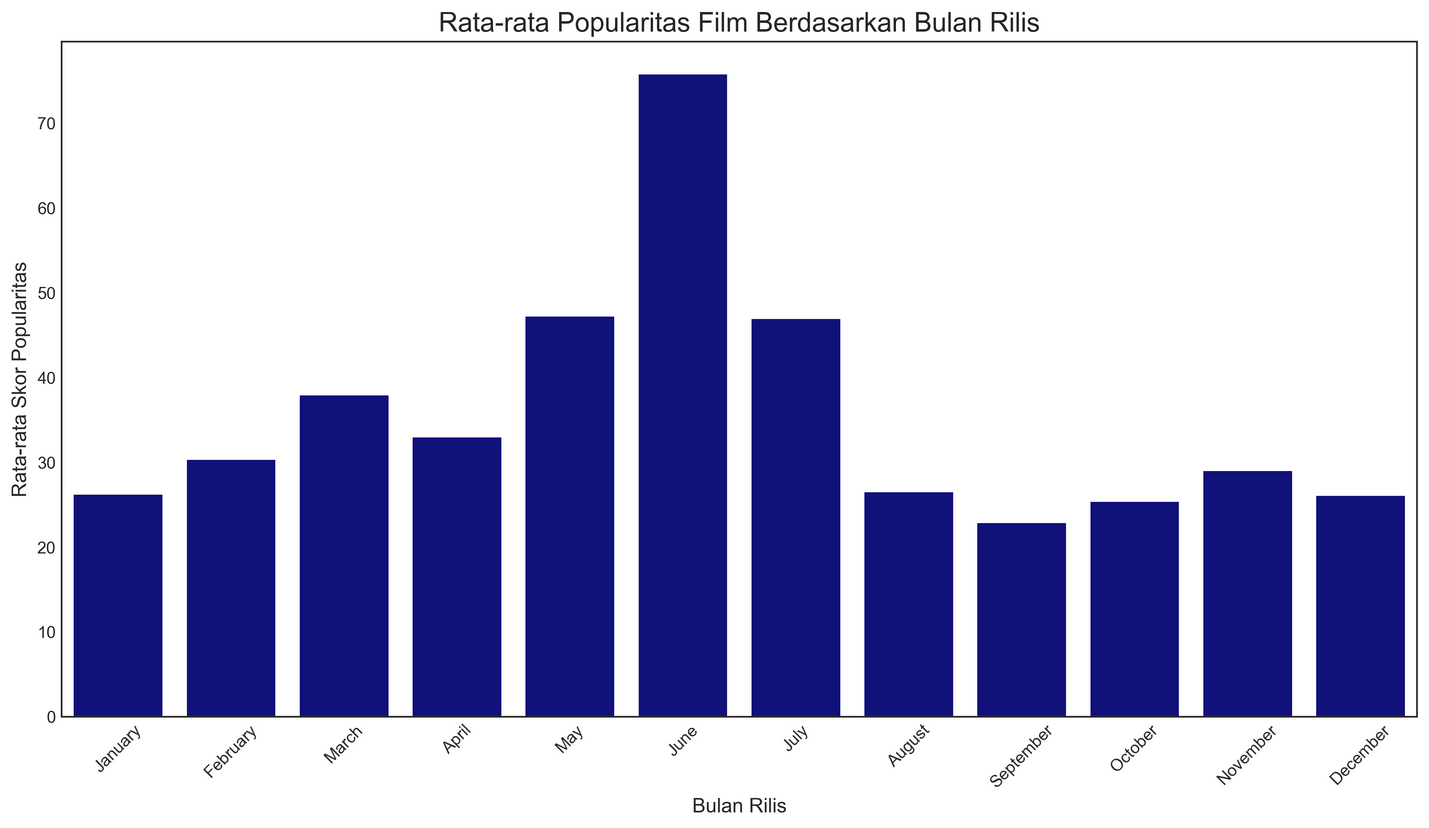 Rata-rata Popularitas Film Berdasarkan Bulan Rilis
Rata-rata Skor Popularitas
70
60
50
40
30
20
10
0
January
February
March
April
May
June
July
August
September
October
November
December
Bulan Rilis